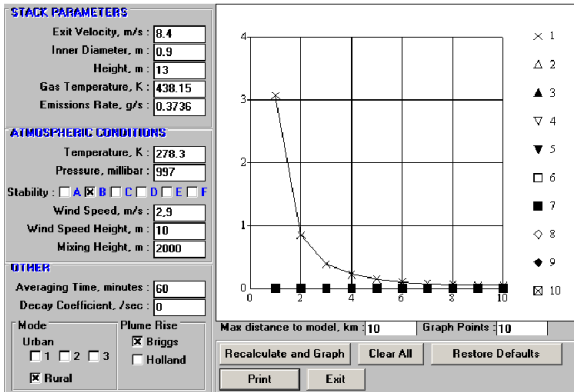 STACK PARAMETERS
Exit Velocity, m/s : 8.4
Inner Diameter, m : 0.9
Height, m : 13
Gas Temperature, K : 438.15
Emissions Rate, g/s : 0.3736
ATMOSPHERIC CONDITIONS
Temperature, K : 278.3
Pressure, millibar : 997
Stability : A B C D E F
Wind Speed, m/s : 2,9
Wind Speed Height, m : 10
Mixing Height, m : 2000
OTHER
Averaging Time, minutes : 60
Decay Coefficient, /sec : 0
Mode
Urban
1 2 3
Rural
Plume Rise
Briggs
Holland
4
3
2
1
0
0 2 4 6 8 10
1
2
3
4
5
6
7
8
9
10
Max distance to model, km : 10 Graph Points : 10
Recalculate and Graph Clear All Restore Defaults
Print Exit